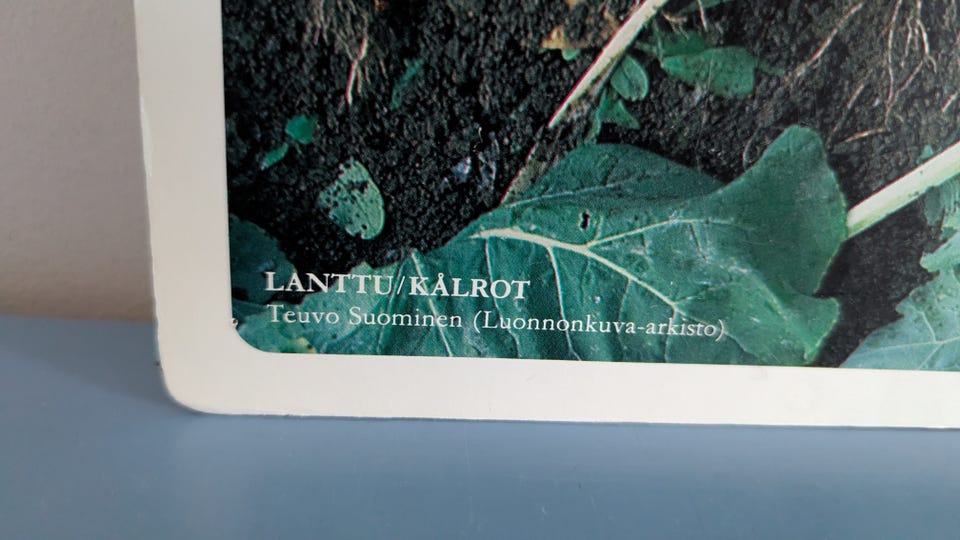 LANTTU/KÅLROT
Teuvo Suominen (Luonnonkuva-arkisto)